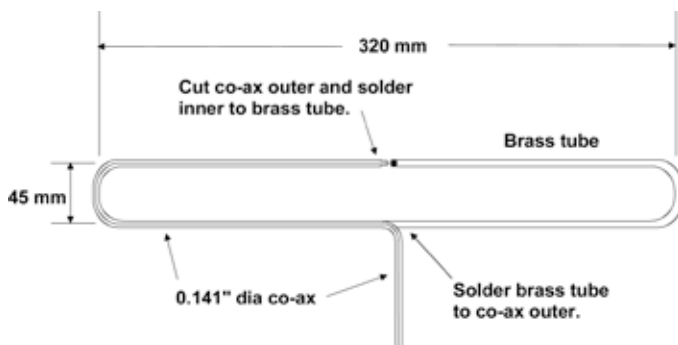 320 mm
Cut co-ax outer and solder
inner to brass tube.
Brass tube
45 mm
0.141" dia co-ax
Solder brass tube
to co-ax outer.